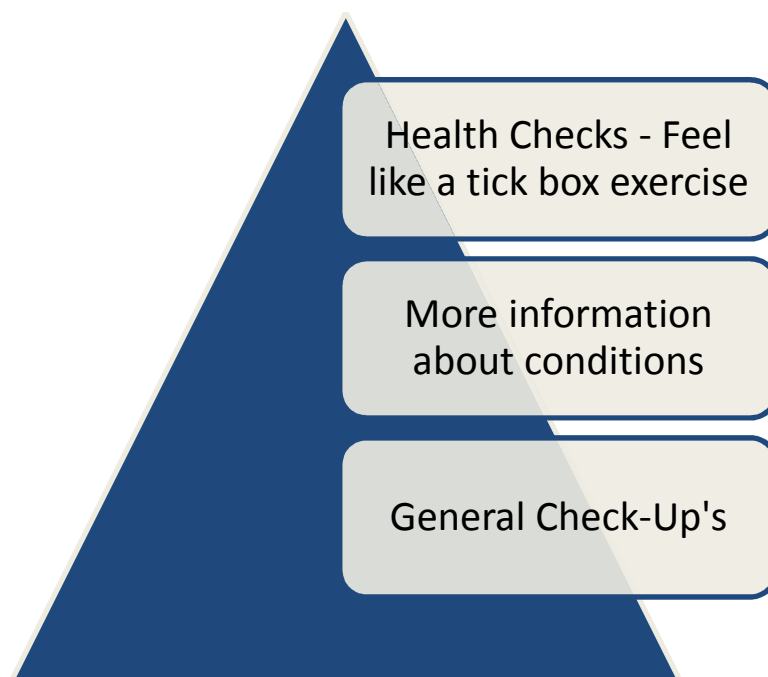 Health Checks - Feel
like a tick box exercise
More information
about conditions
General Check-Up's